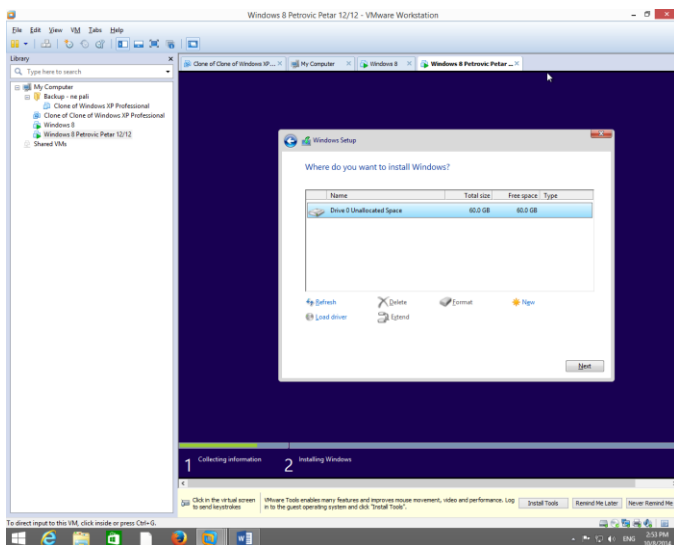 Windows 8 Petrovic Petar 12/12 - VMware Workstation
File Edit View VM Tabs Help
Library
Type here to search
My Computer
Backup - ne pali
Clone of Windows XP Professional
Clone of Clone of Windows XP Professional
Windows 8
Windows 8 Petrovic Petar 12/12
Shared VMs
Clone of Clone of Windows XP... My Computer Windows 8 Windows 8 Petrovic Petar ...
Windows Setup
Where do you want to install Windows?
Name Total size Free space Type
Drive 0 Unallocated Space 60.0 GB 60.0 GB
Refresh Delete Format New
Load driver Extend
Next
1 Collecting information 2 Installing Windows
Click in the virtual screen
to send keystrokes
VMware Tools enables many features and improves mouse movement, video and performance. Log
in to the guest operating system and click "Install Tools".
Install Tools Remind Me Later Never Remind Me
To direct input to this VM, click inside or press Ctrl+G.
ENG 2:53 PM
10/8/2014